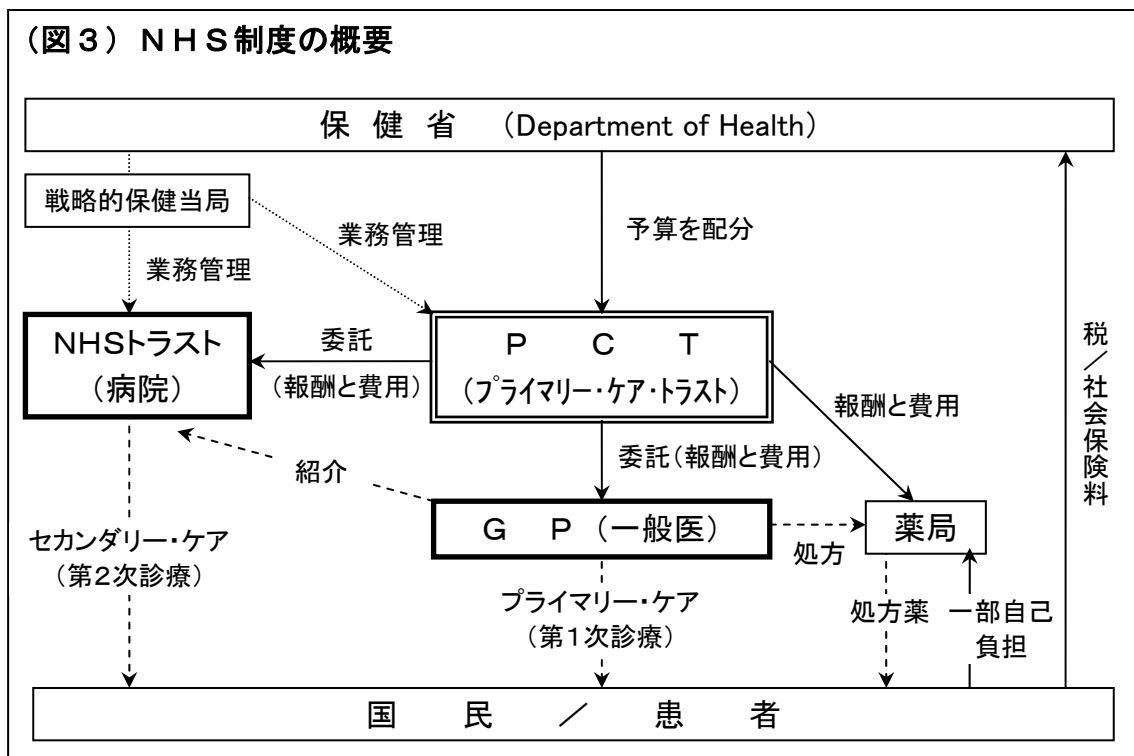 （図３）ＮＨＳ制度の概要
保健省 （Department of Health）
戦略的保健当局
業務管理
予算を配分
業務管理
NHSトラスト
（病院）
委託
（報酬と費用）
Ｐ Ｃ Ｔ
（プライマリー・ケア・トラスト）
税／社会保険料
報酬と費用
委託（報酬と費用）
紹介
Ｇ Ｐ （一般医）
処方
薬局
セカンダリー・ケア
（第２次診療）
プライマリー・ケア
（第１次診療）
処方薬
一部自己
負担
国民／患者